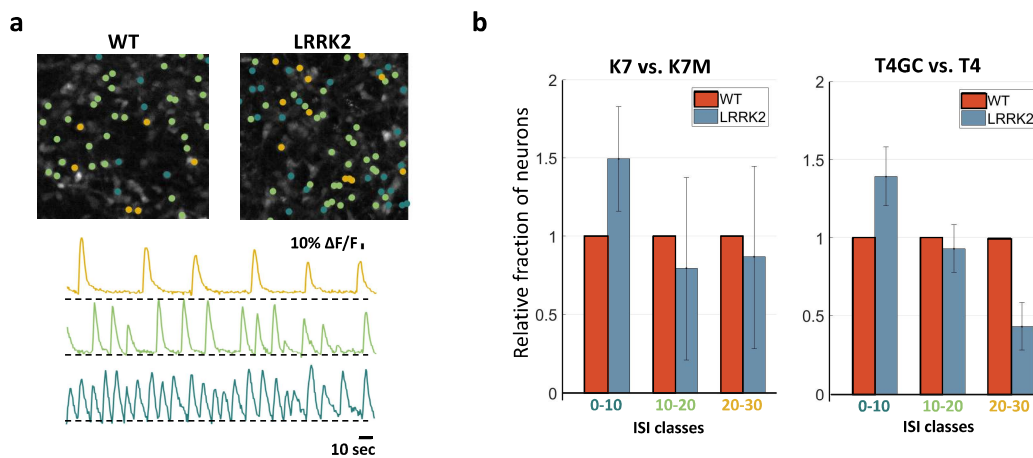 a
WT
LRRK2
10% ΔF/F
10 sec
b
K7 vs. K7M
WT
LRRK2
Relative fraction of neurons
2
1.5
1
0.5
0
0-10
10-20
20-30
ISI classes
T4GC vs. T4
WT
LRRK2
2
1.5
1
0.5
0
0-10
10-20
20-30
ISI classes